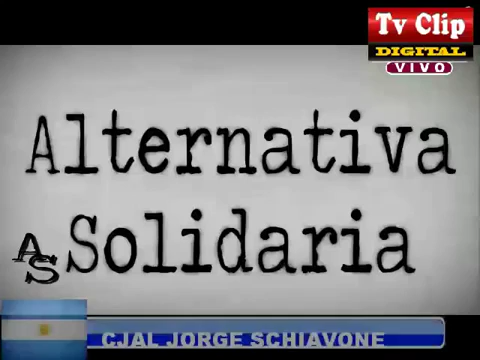 Tv Clip
DIGITAL
VIVO
Alternativa
AS Solidaria
CJAL JORGE SCHIAVONE